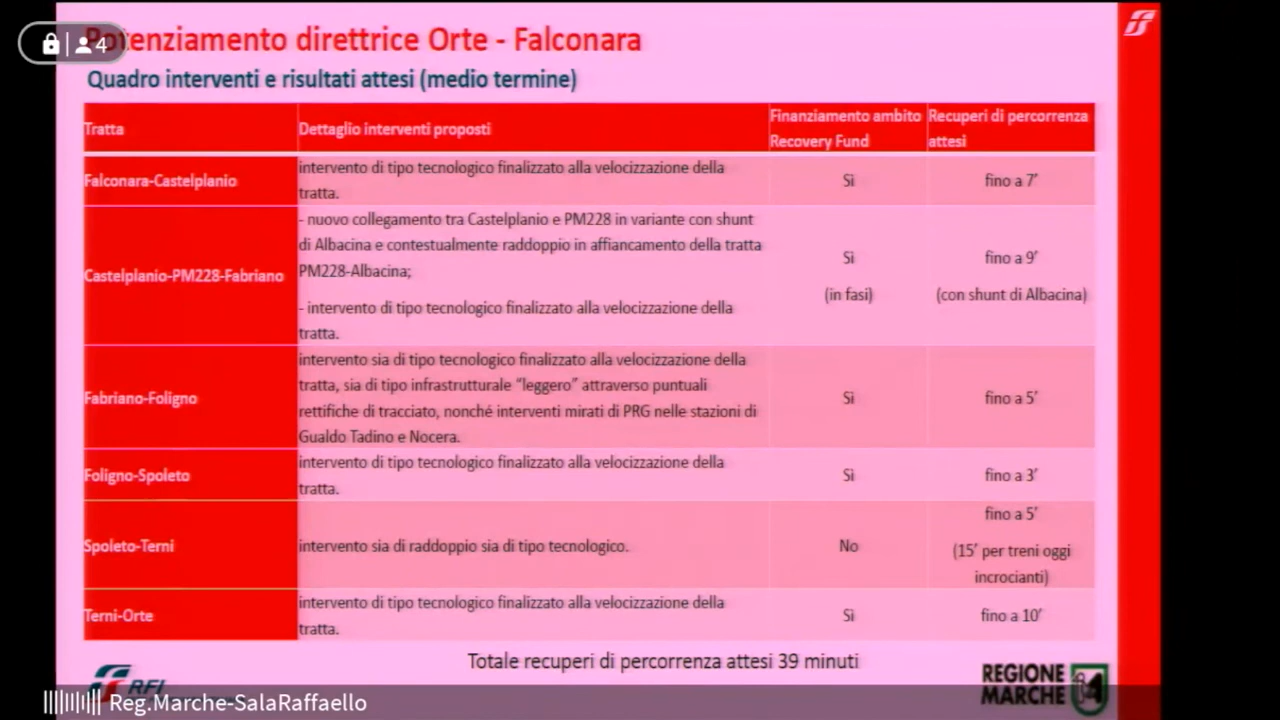 4
Potenziamento direttrice Orte - Falconara
Quadro interventi e risultati attesi (medio termine)
Tratta
Dettaglio interventi proposti
Finanziamento ambito
Recovery Fund
Recuperi di percorrenza
attesi
Falconara-Castelplanio
intervento di tipo tecnologico finalizzato alla velocizzazione della
tratta.
Sì
fino a 7'
Castelplanio-PM228-Fabriano
- nuovo collegamento tra Castelplanio e PM228 in variante con shunt
di Albacina e contestualmente raddoppio in affiancamento della tratta
PM228-Albacina;
- intervento di tipo tecnologico finalizzato alla velocizzazione della
tratta.
Sì
(in fasi)
fino a 9'
(con shunt di Albacina)
Fabriano-Foligno
intervento sia di tipo tecnologico finalizzato alla velocizzazione della
tratta, sia di tipo infrastrutturale “leggero” attraverso puntuali
rettifiche di tracciato, nonché interventi mirati di PRG nelle stazioni di
Gualdo Tadino e Nocera.
Sì
fino a 5'
Foligno-Spoleto
intervento di tipo tecnologico finalizzato alla velocizzazione della
tratta.
Sì
fino a 3'
Spoleto-Terni
intervento sia di raddoppio sia di tipo tecnologico.
No
fino a 5'
(15' per treni oggi
incrocianti)
Terni-Orte
intervento di tipo tecnologico finalizzato alla velocizzazione della
tratta.
Sì
fino a 10'
Totale recuperi di percorrenza attesi 39 minuti
RFI
REGIONE
MARCHE
Reg.Marche-SalaRaffaello